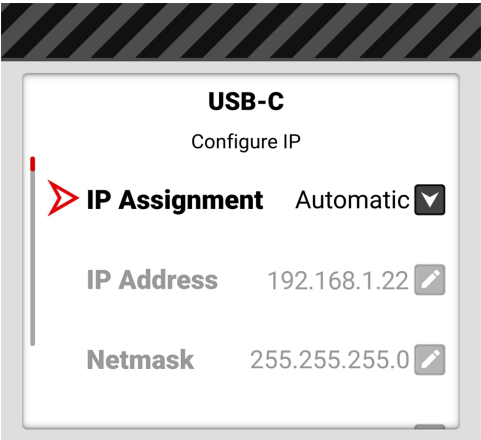 USB-C
Configure IP
IP Assignment Automatic
IP Address 192.168.1.22
Netmask 255.255.255.0